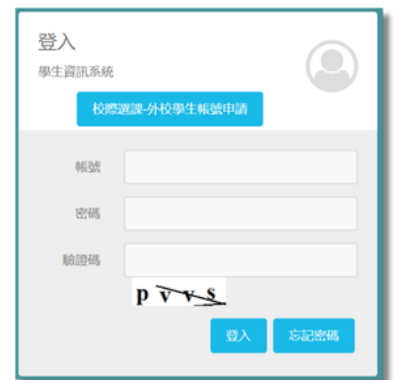 登入
學生資訊系統
校際選課-外校學生帳號申請
帳號
密碼
驗證碼
p v v s
登入
忘記密碼